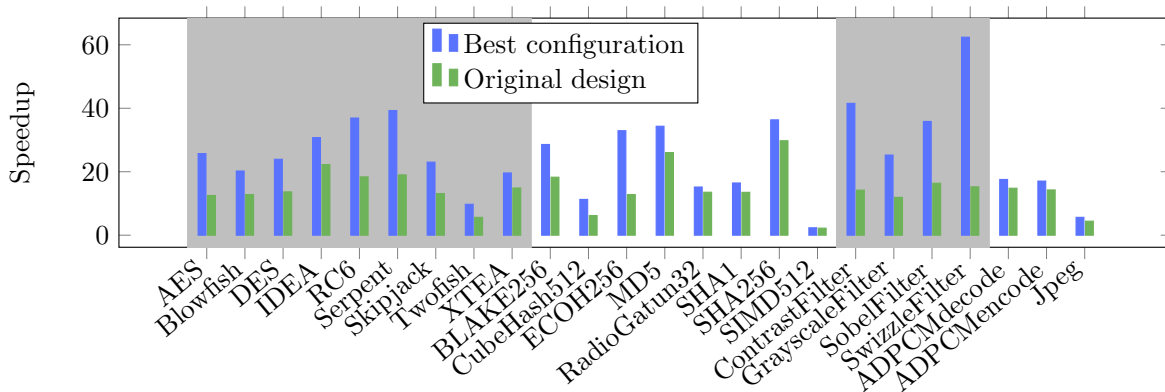 Speedup
60
40
20
0
Best configuration
Original design
AES
Blowfish
DES
IDEA
RC6
Serpent
Skipjack
Twofish
XTEA
BLAKE256
CubeHash512
ECOH256
MD5
RadioGatun32
SHA1
SHA256
SIMD512
ContrastFilter
GrayscaleFilter
SobelFilter
SwizzleFilter
ADPCMdecode
ADPCMencode
Jpeg